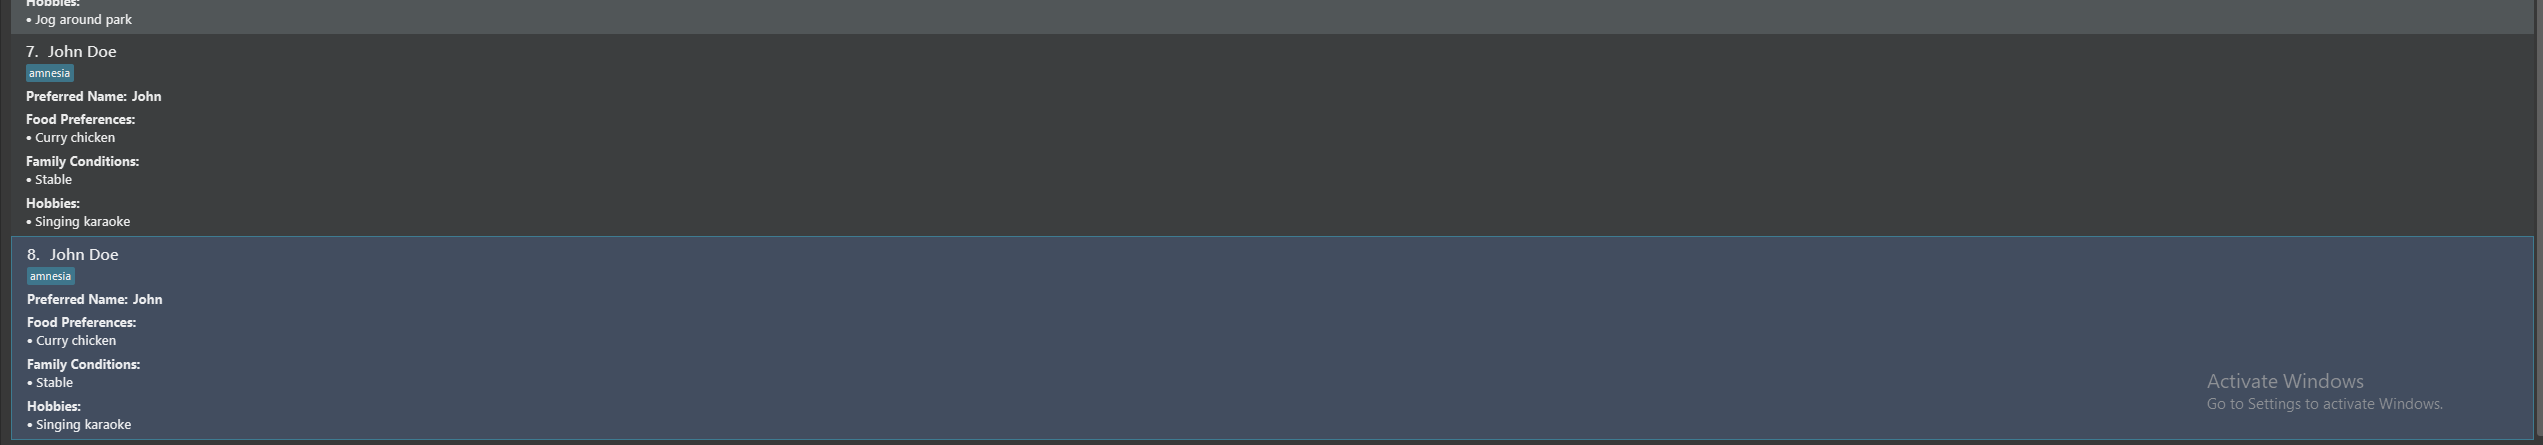 Hobbies:
• Jog around park
7. John Doe
amnesia
Preferred Name: John
Food Preferences:
• Curry chicken
Family Conditions:
• Stable
Hobbies:
• Singing karaoke
8. John Doe
amnesia
Preferred Name: John
Food Preferences:
• Curry chicken
Family Conditions:
• Stable
Hobbies:
• Singing karaoke
Activate Windows
Go to Settings to activate Windows.